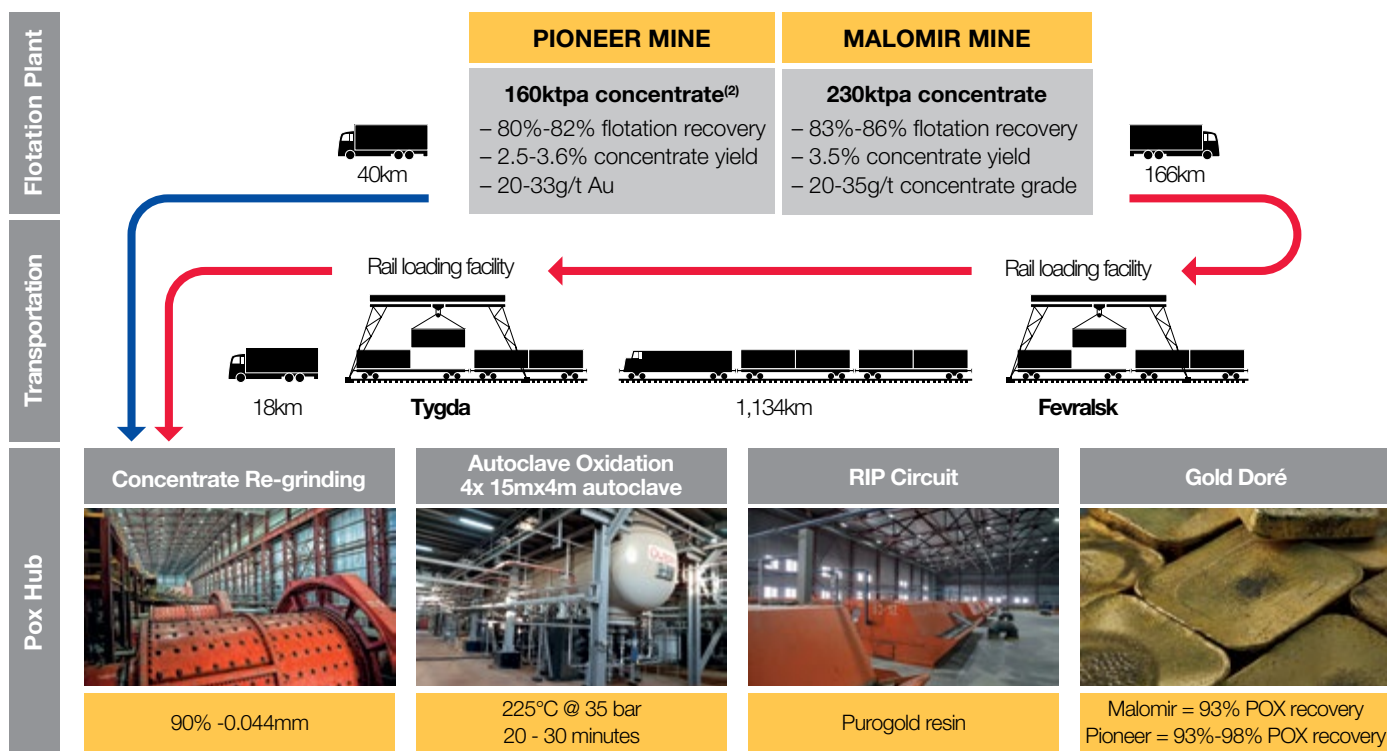 Flotation Plant
PIONEER MINE
160ktpa concentrate(2)
– 80%-82% flotation recovery
– 2.5-3.6% concentrate yield
– 20-33g/t Au
MALOMIR MINE
230ktpa concentrate
– 83%-86% flotation recovery
– 3.5% concentrate yield
– 20-35g/t concentrate grade
40km
166km
Transportation
Rail loading facility
Rail loading facility
18km
Tygda
1,134km
Fevralsk
Pox Hub
Concentrate Re-grinding
90% -0.044mm
Autoclave Oxidation
4x 15mx4m autoclave
225°C @ 35 bar
20 - 30 minutes
RIP Circuit
Purogold resin
Gold Doré
Malomir = 93% POX recovery
Pioneer = 93%-98% POX recovery